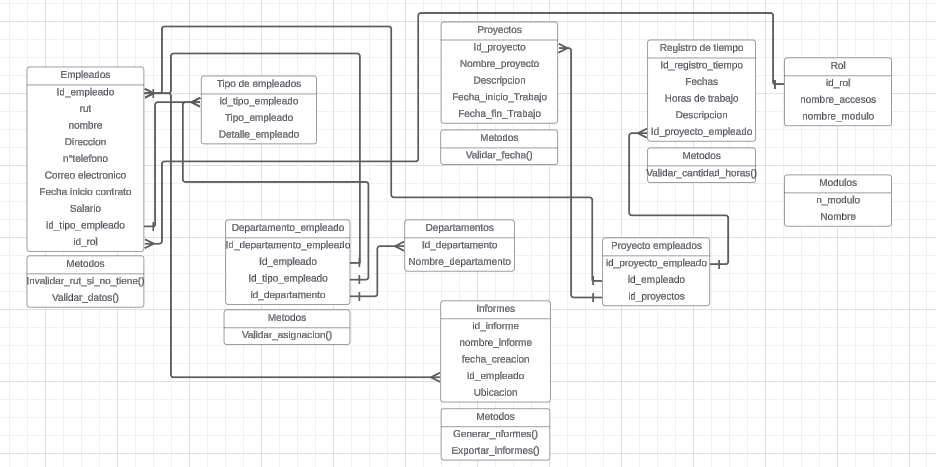 Empleados
Id_empleado
rut
nombre
Direccion
n°telefono
Correo electronico
Fecha inicio contrato
Salario
id_tipo_empleado
id_rol
Metodos
Invalidar_rut_si_no_tiene()
Validar_datos()
Tipo de empleados
id_tipo_empleado
Tipo_empleado
Detalle_empleado
Departamento_empleado
Id_departamento_empleado
Id_empleado
Id_tipo_empleado
id_departamento
Metodos
Validar_asignacion()
Departamentos
Id_departamento
Nombre_departamento
Proyectos
Id_proyecto
Nombre_proyecto
Descripcion
Fecha_inicio_Trabajo
Fecha_fin_Trabajo
Metodos
Validar_fecha()
Informes
id_informe
nombre_informe
fecha_creacion
id_empleado
Ubicacion
Metodos
Generar_nformes()
Exportar_informes()
Registro de tiempo
Id_registro_tiempo
Fechas
Horas de trabajo
Descripcion
Id_proyecto_empleado
Metodos
Validar_cantidad_horas()
Proyecto empleados
id_proyecto_empleado
id_empleado
id_proyectos
Rol
id_rol
nombre_accesos
nombre_modulo
Modulos
n_modulo
Nombre